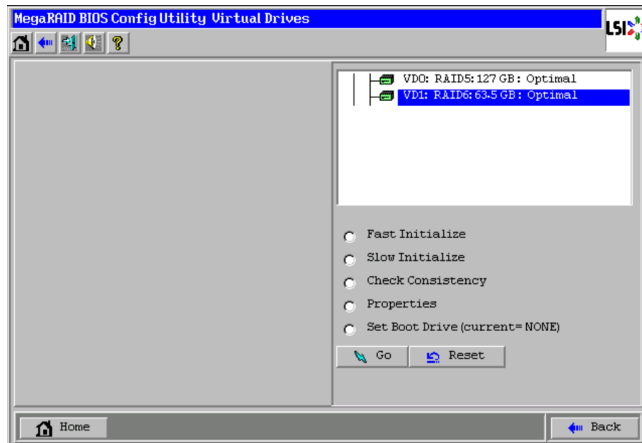 MegaRAID BIOS Config Utility Virtual Drives
LSI
VD0: RAID5: 127 GB: Optimal
VD1: RAID6: 63.5 GB: Optimal
Fast Initialize
Slow Initialize
Check Consistency
Properties
Set Boot Drive (current= NONE)
Go Reset
Home Back